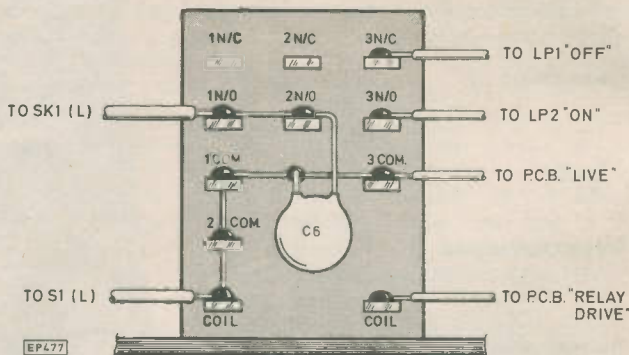 1N/C 2N/C 3N/C
TO LP1 "OFF"
TO SK1 (L)
1N/O 2N/O 3N/O
TO LP2 "ON"
1COM 3 COM.
TO P.C.B. "LIVE"
C6
2 COM.
TO S1 (L)
COIL COIL
TO P.C.B. "RELAY
DRIVE"
EP477